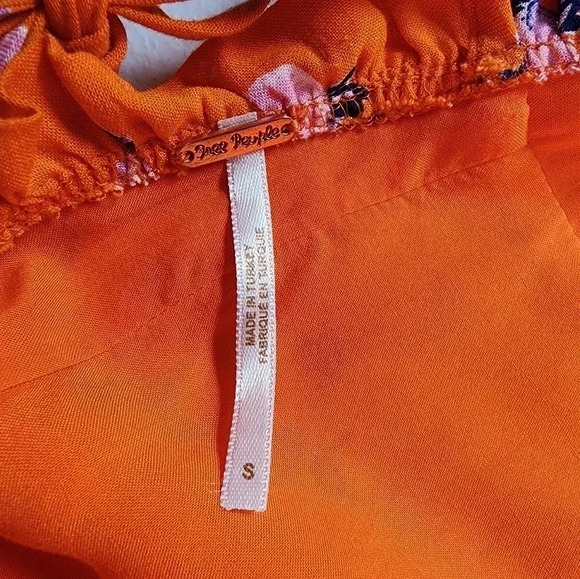 Free People
MADE IN TURKEY
FABRIQUÉ EN TURQUIE
S